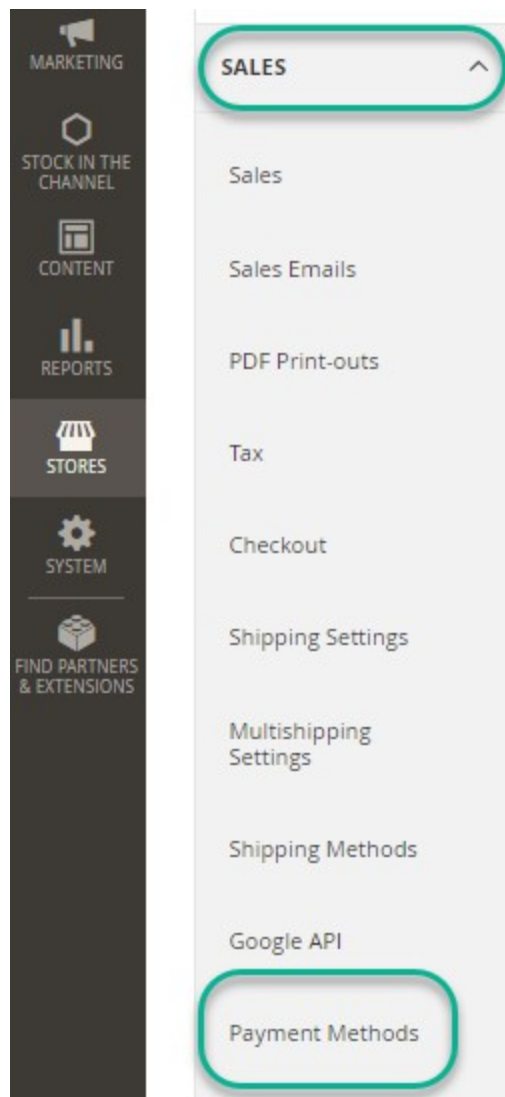 MARKETING
STOCK IN THE
CHANNEL
CONTENT
REPORTS
STORES
SYSTEM
FIND PARTNERS
& EXTENSIONS
SALES
Sales
Sales Emails
PDF Print-outs
Tax
Checkout
Shipping Settings
Multishipping
Settings
Shipping Methods
Google API
Payment Methods